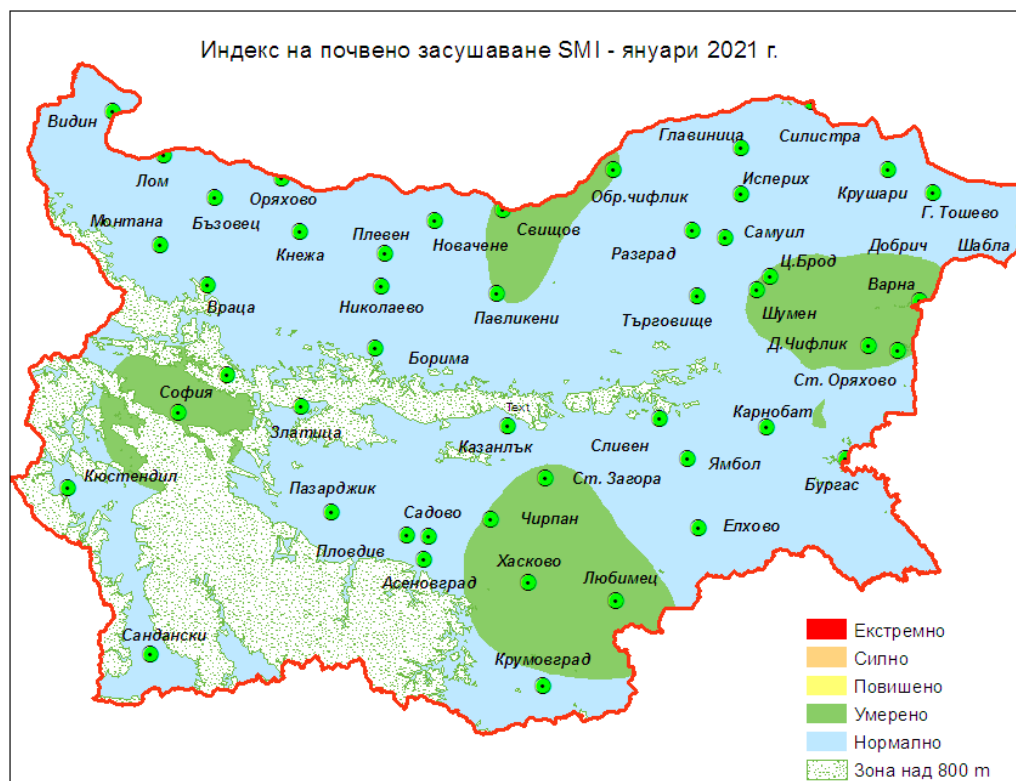 Индекс на почвено засушаване SMI - януари 2021 г.
Видин
Главиница
Силистра
Лом
Исперих
Оряхово
Обр.чифлик
Крушари
Г. Тошево
Монтана
Бъзовец
Свищов
Плевен
Новачене
Кнежа
Разград
Самуил
Добрич
Шабла
Ц.Брод
Варна
Враца
Николаево
Павликени
Търговище
Шумен
Д.Чифлик
Борима
Ст. Оряхово
София
Text
Карнобат
Златица
Казанлък
Сливен
Ямбол
Кюстендил
Ст. Загора
Бургас
Пазарджик
Садово
Чирпан
Елхово
Пловдив
Хасково
Асеновград
Любимец
Сандански
Крумовград
Екстремно
Силно
Повишено
Умерено
Нормално
Зона над 800 m